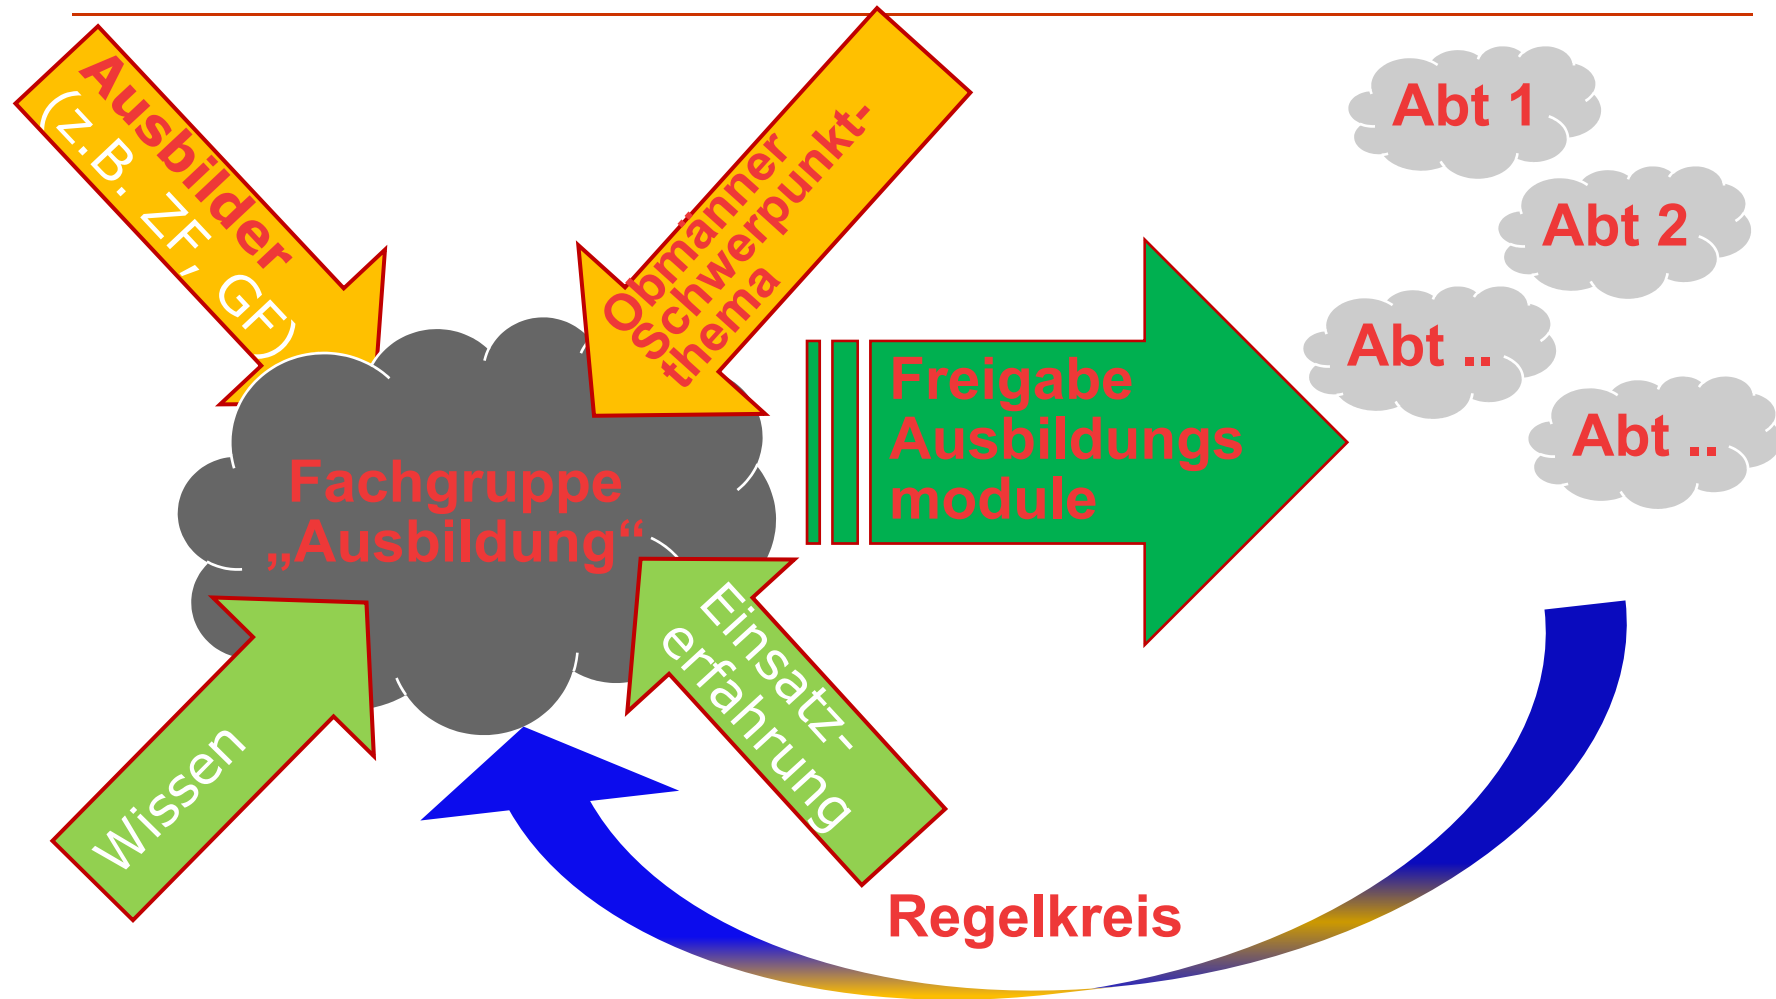 Ausbilder
(z.B. ZF, GF)
Obmänner
Schwerpunkt-
thema
Abt 1
Abt 2
Abt ..
Abt ..
Freigabe
Ausbildungs
module
Fachgruppe
„Ausbildung“
Wissen
Einsatz-
erfahrung
Regelkreis